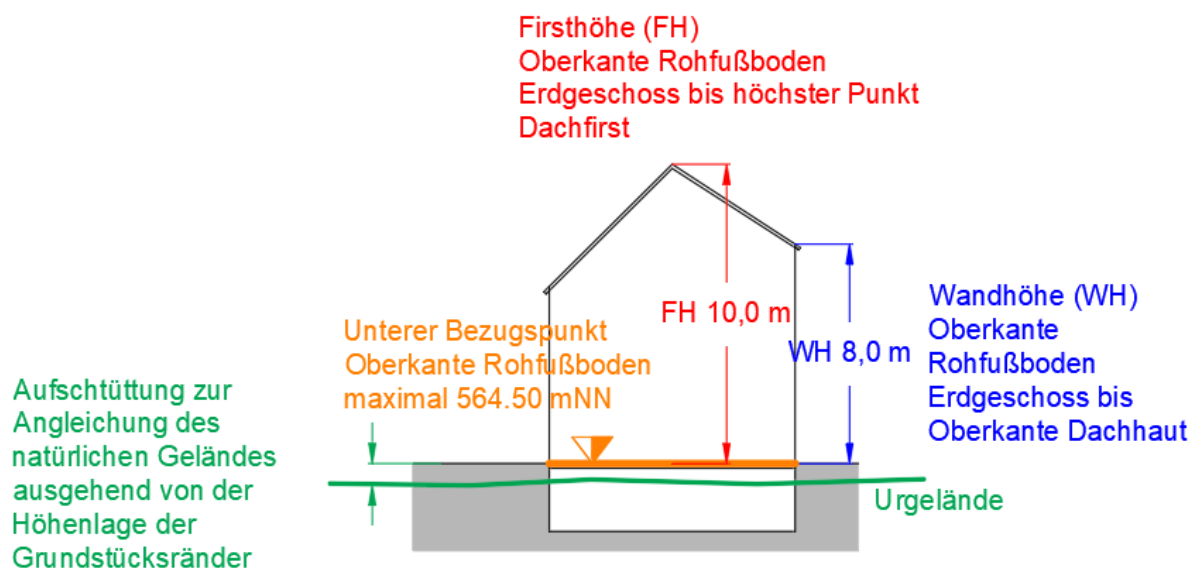 Firsthöhe (FH)
Oberkante Rohfußboden
Erdgeschoss bis höchster Punkt
Dachfirst
FH 10,0 m
WH 8,0 m
Wandhöhe (WH)
Oberkante
Rohfußboden
Erdgeschoss bis
Oberkante Dachhaut
Unterer Bezugspunkt
Oberkante Rohfußboden
maximal 564.50 mNN
Aufschtüttung zur
Angleichung des
natürlichen Geländes
ausgehend von der
Höhenlage der
Grundstücksränder
Urgelände